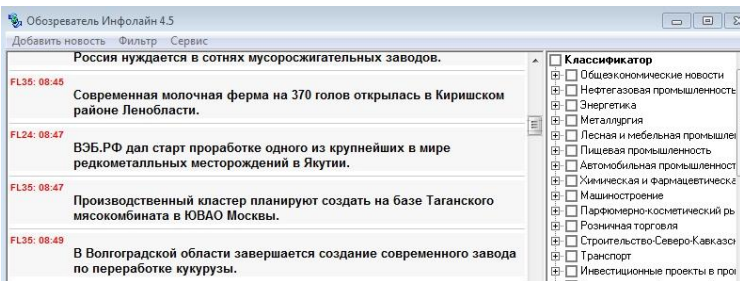 Обозреватель Инфолайн 4.5
Добавить новость Фильтр Сервис
Россия нуждается в сотнях мусоросжигательных заводов.
FL35: 08:45
Современная молочная ферма на 370 голов открылась в Киришском
районе Ленобласти.
FL24: 08:47
ВЭБ.РФ дал старт проработке одного из крупнейших в мире
редкометалльных месторождений в Якутии.
FL35: 08:47
Производственный кластер планируют создать на базе Таганского
мясокомбината в ЮВАО Москвы.
FL35: 08:49
В Волгоградской области завершается создание современного завода
по переработке кукурузы.
Классификатор
Общеэкономические новости
Нефтегазовая промышленность
Энергетика
Металлургия
Лесная и мебельная промышлен
Пищевая промышленность
Автомобильная промышленност
Химическая и фармацевтическа
Машиностроение
Парфюмерно-косметический ры
Розничная торговля
Строительство-Северо-Кавказск
Транспорт
Инвестиционные проекты в про